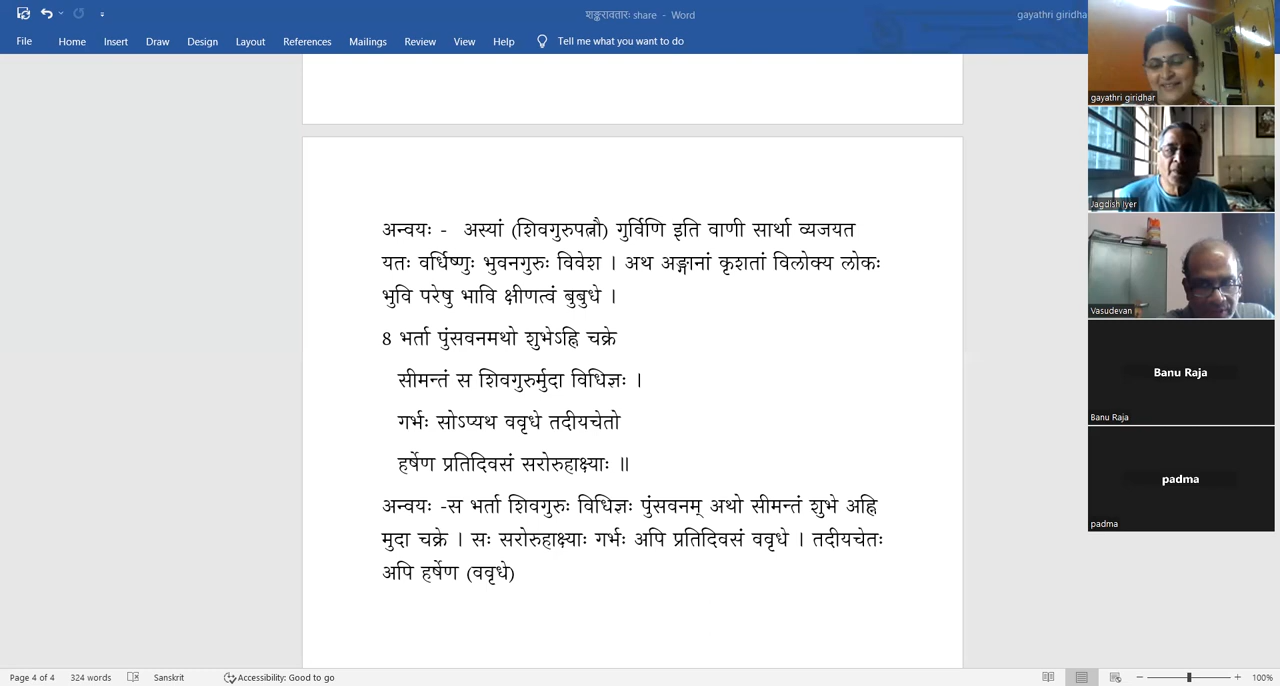 शङ्करावतारः share - Word
gayathri giridha
File Home Insert Draw Design Layout References Mailings Review View Help Tell me what you want to do
gayathri giridhar
Jagdish Iyer
Vasudevan
Banu Raja
Banu Raja
padma
padma
अन्वयः - अस्यां (शिवगुरुपत्नौ) गुर्विणि इति वाणी सार्था व्यजयत
यतः वर्धिष्णुः भुवनगुरुः विवेश । अथ अङ्गानां कृशतां विलोक्य लोकः
भुवि परेषु भावि क्षीणत्वं बुबुधे ।
8 भर्ता पुंसवनमथो शुभेऽह्नि चक्रे
सीमन्तं स शिवगुरुर्मुदा विधिज्ञः ।
गर्भः सोऽप्यथ ववृधे तदीयचेतो
हर्षेण प्रतिदिवसं सरोरुहाक्ष्याः ॥
अन्वयः -स भर्ता शिवगुरुः विधिज्ञः पुंसवनम् अथो सीमन्तं शुभे अह्नि
मुदा चक्रे । सः सरोरुहाक्ष्याः गर्भः अपि प्रतिदिवसं ववृधे । तदीयचेतः
अपि हर्षेण (ववृधे)
Page 4 of 4 324 words Sanskrit Accessibility: Good to go 100%